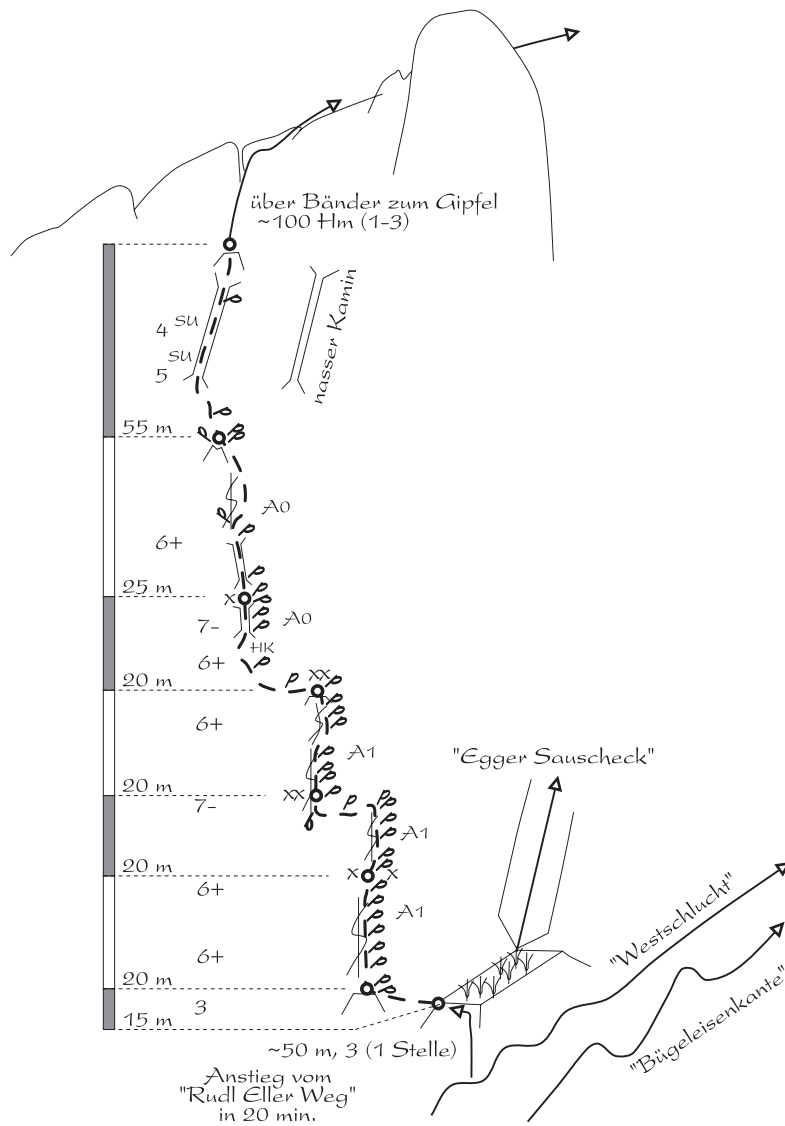 über Bänder zum Gipfel
~100 Hm (1-3)
nasser Kamin
4 SU
SU
5
55 m
A0
6+
25 m
X
7-
A0
HK
6+
20 m
XX
6+
A1
"Egger Sauscheck"
20 m
XX
7-
A1
20 m
X X
6+
A1
"Westschlucht"
6+
"Bügeleisenkante"
20 m
3
15 m
~50 m, 3 (1 Stelle)
Anstieg vom
"Rudl Eller Weg"
in 20 min.